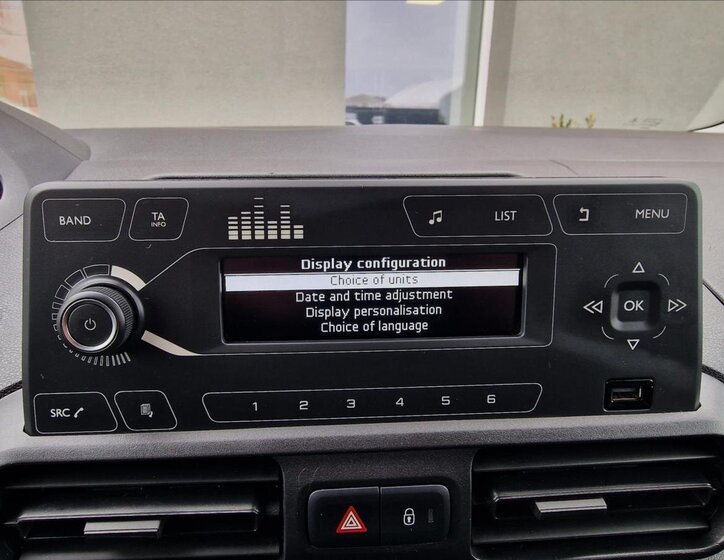 BAND
TA
INFO
LIST
MENU
Display configuration
Choice of units
Date and time adjustment
Display personalisation
Choice of language
OK
SRC
1 2 3 4 5 6